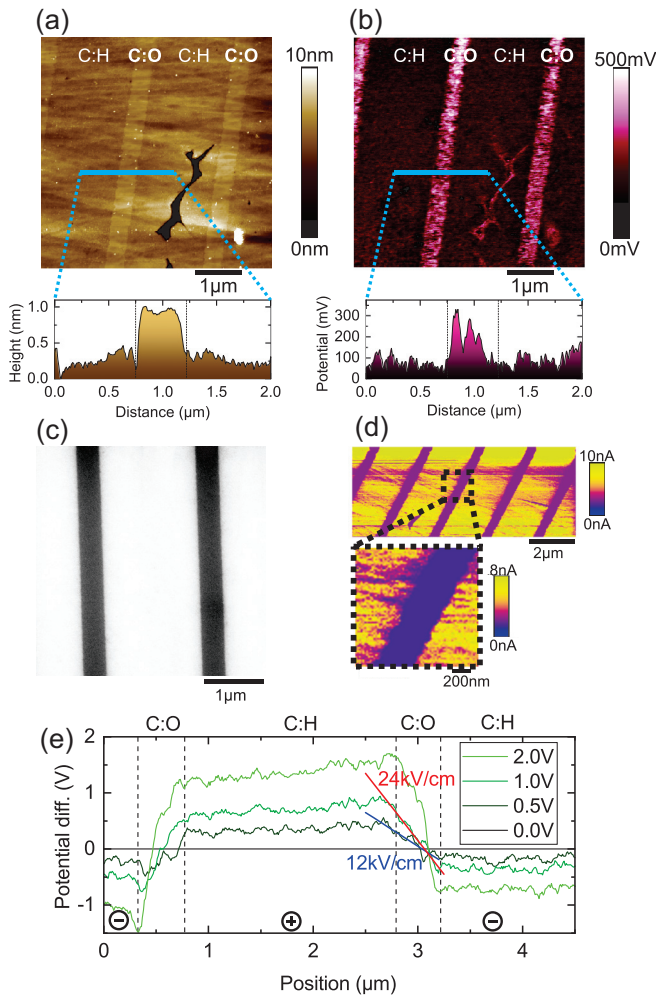 (a)
(b)
C:H C:O C:H C:O
10nm
0nm
1µm
C:H C:O C:H C:O
500mV
0mV
1µm
Height (nm)
1.0
0.5
0.0
0.0 0.5 1.0 1.5 2.0
Distance (µm)
Potential (mV)
300
200
100
0
0.0 0.5 1.0 1.5 2.0
Distance (µm)
(c)
1µm
(d)
10nA
0nA
2µm
8nA
0nA
200nm
(e)
C:O C:H C:O C:H
Potential diff. (V)
2
1
0
-1
24kV/cm
12kV/cm
2.0V
1.0V
0.5V
0.0V
− + −
0 1 2 3 4
Position (µm)